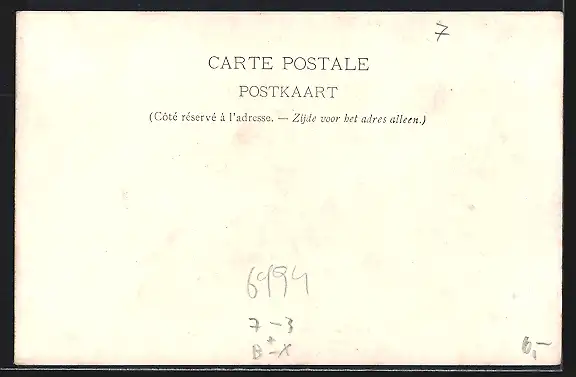 7
CARTE POSTALE
POSTKAART
(Côté réservé à l'adresse. — Zijde voor het adres alleen.)
6994
7-3
B+-X
6,-